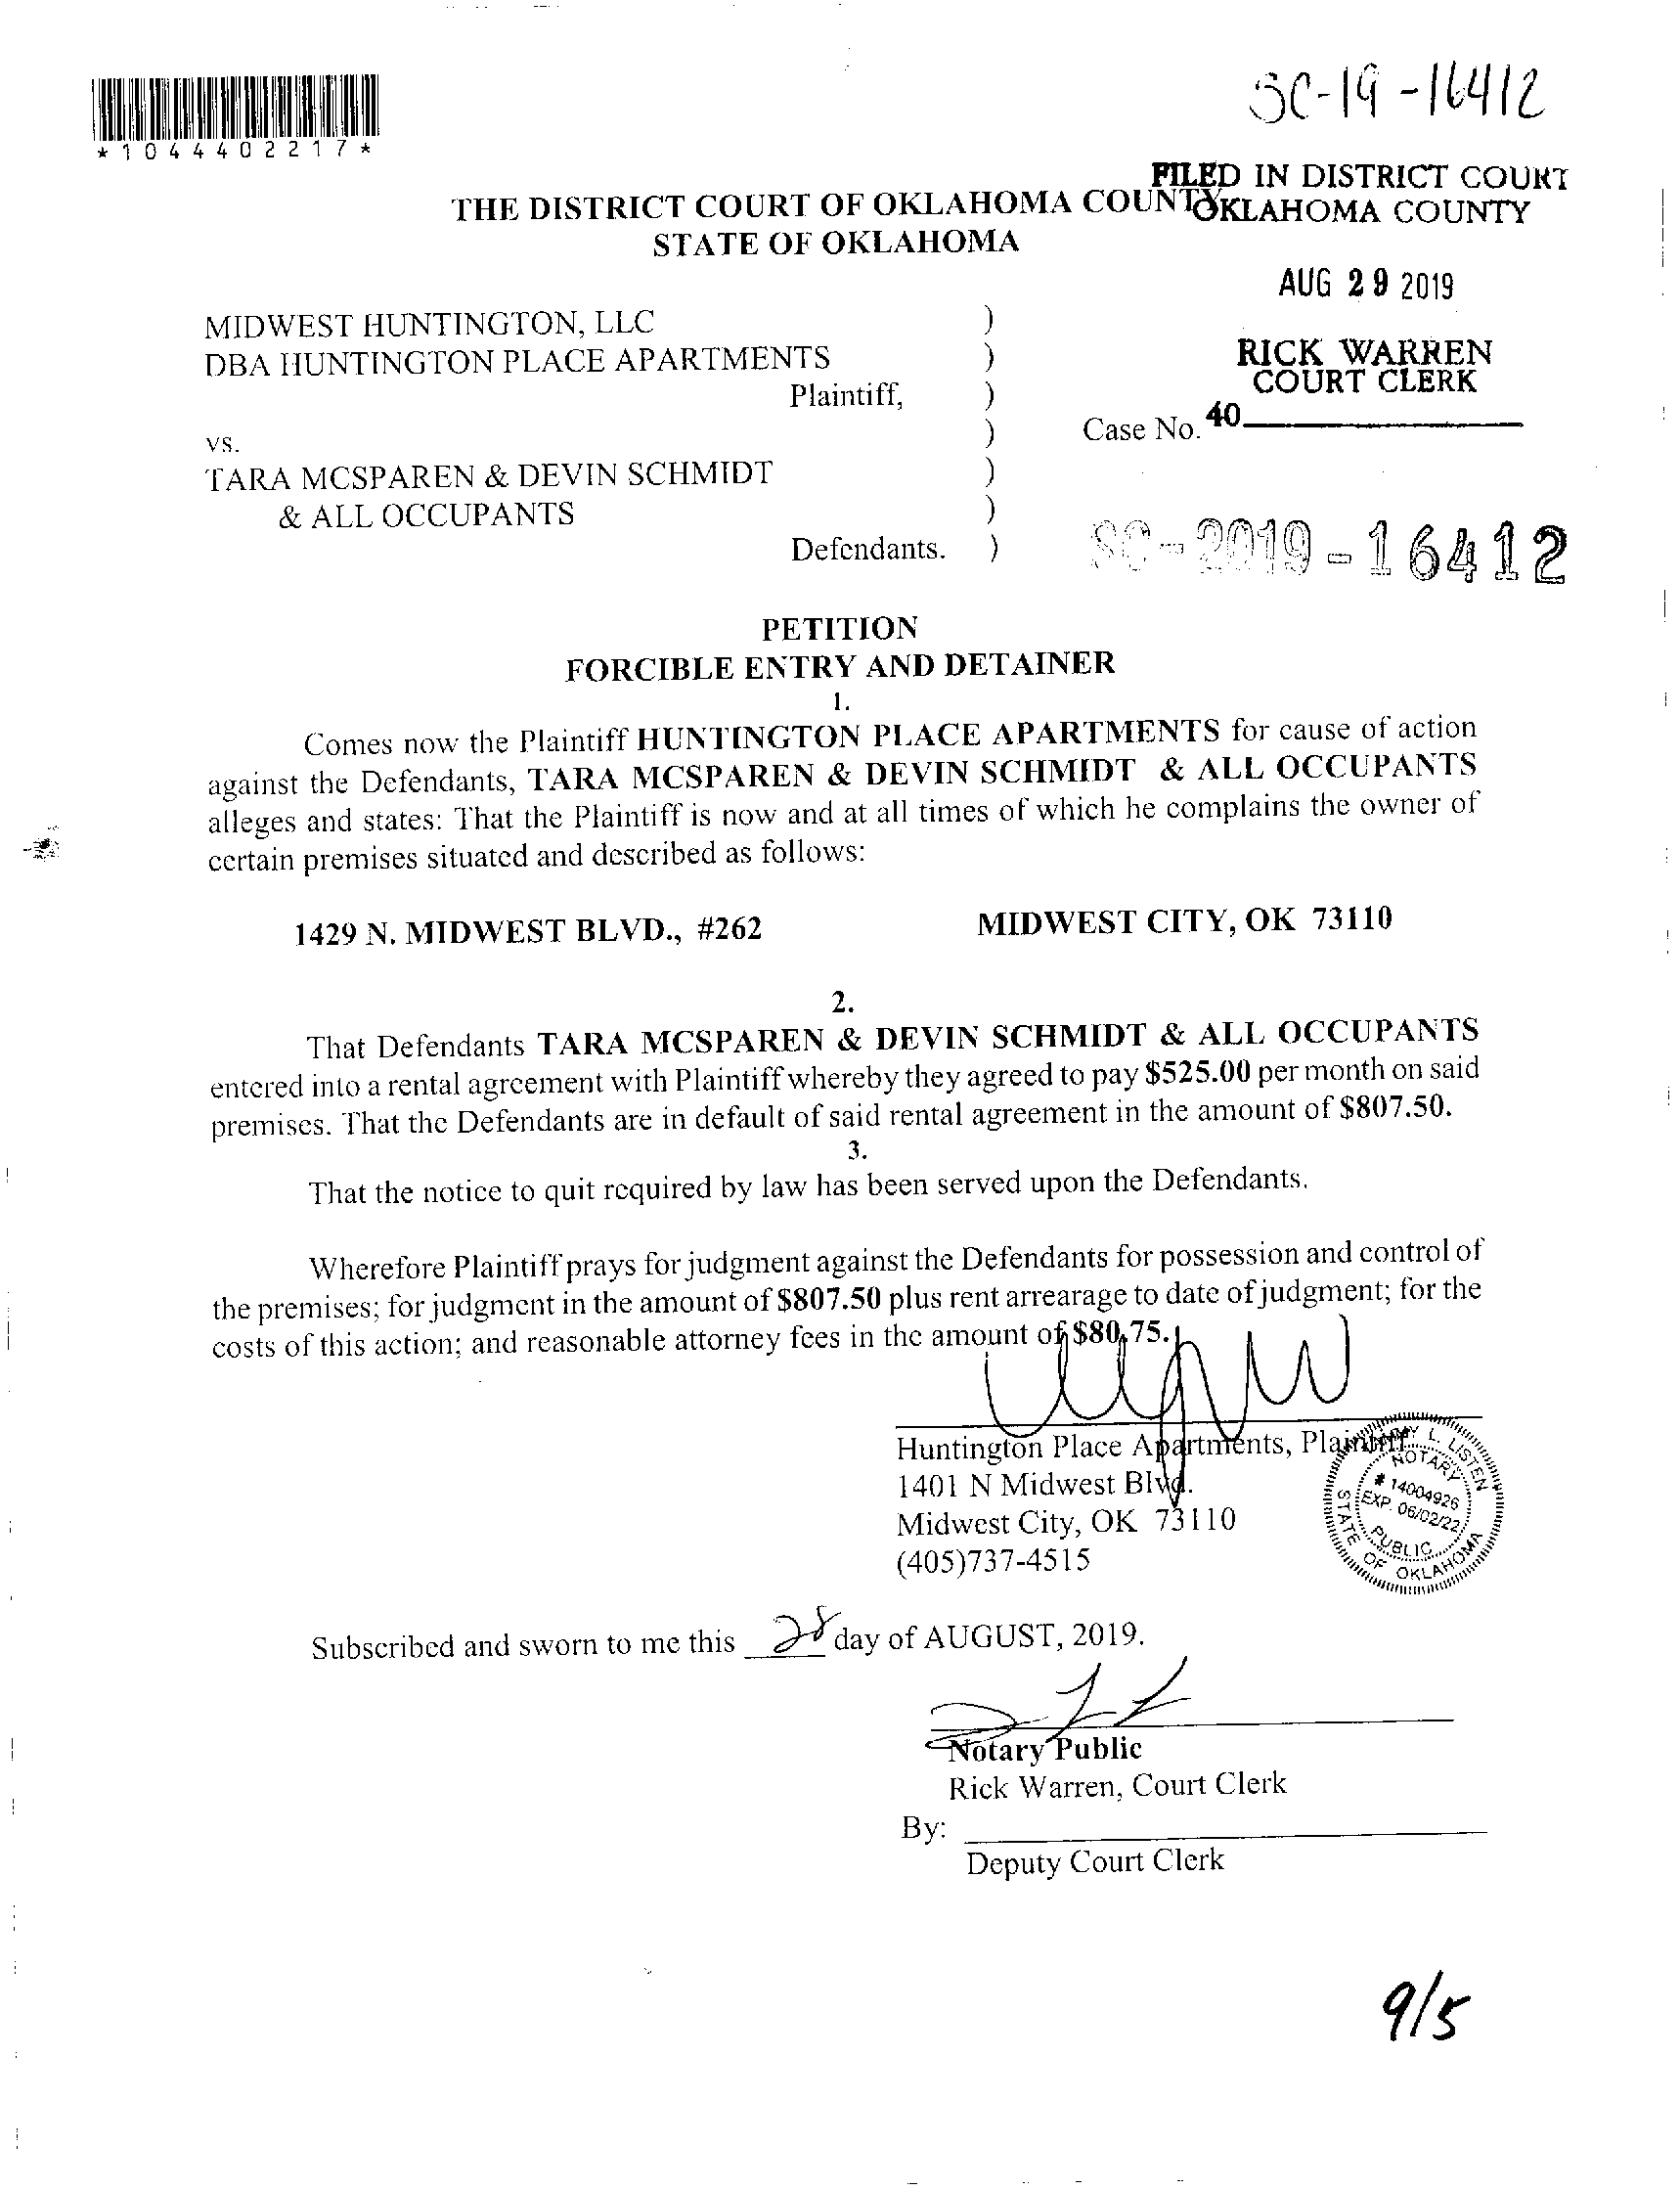 SC-19-16412
*1044402217*
FILED IN DISTRICT COURT
OKLAHOMA COUNTY
THE DISTRICT COURT OF OKLAHOMA COUNTY
STATE OF OKLAHOMA
AUG 29 2019
MIDWEST HUNTINGTON, LLC )
DBA HUNTINGTON PLACE APARTMENTS )
RICK WARREN
COURT CLERK
Plaintiff, )
40
) Case No.
vs.
TARA MCSPAREN & DEVIN SCHMIDT )
& ALL OCCUPANTS )
Defendants. )
SC-2019-16412
PETITION
FORCIBLE ENTRY AND DETAINER
1.
Comes now the Plaintiff HUNTINGTON PLACE APARTMENTS for cause of action
against the Defendants, TARA MCSPAREN & DEVIN SCHMIDT & ALL OCCUPANTS
alleges and states: That the Plaintiff is now and at all times of which he complains the owner of
certain premises situated and described as follows:
1429 N. MIDWEST BLVD., #262 MIDWEST CITY, OK 73110
2.
That Defendants TARA MCSPAREN & DEVIN SCHMIDT & ALL OCCUPANTS
entered into a rental agreement with Plaintiff whereby they agreed to pay $525.00 per month on said
premises. That the Defendants are in default of said rental agreement in the amount of $807.50.
3.
That the notice to quit required by law has been served upon the Defendants.
Wherefore Plaintiff prays for judgment against the Defendants for possession and control of
the premises; for judgment in the amount of $807.50 plus rent arrearage to date of judgment; for the
costs of this action; and reasonable attorney fees in the amount of $80.75.
Huntington Place Apartments, Plaintiff
1401 N Midwest Blvd.
Midwest City, OK 73110
(405)737-4515
L. LISTEN
NOTARY
# 14004926
EXP. 06/02/22
PUBLIC
STATE OF OKLAHOMA
Subscribed and sworn to me this 28 day of AUGUST, 2019.
Notary Public
Rick Warren, Court Clerk
By:
Deputy Court Clerk
9/5